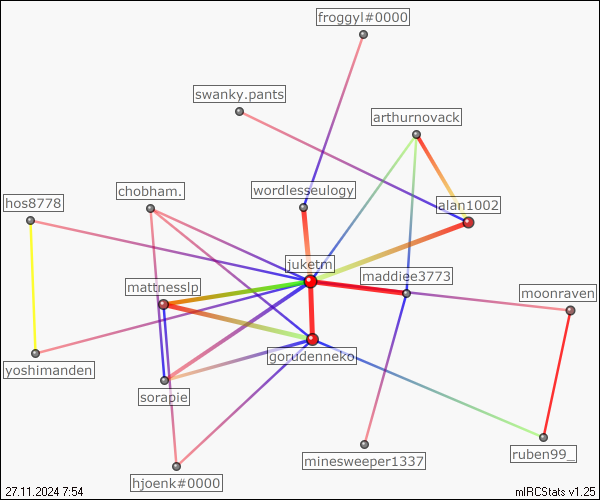 froggyl#0000
swanky.pants
arthurnovack
chobham.
wordlesseulogy
hos8778
alan1002
juketm
maddiee3773
mattnesslp
moonraven
gorudenneko
yoshimanden
sorapie
ruben99_
minesweeper1337
hjoenk#0000
27.11.2024 7:54
mIRCStats v1.25